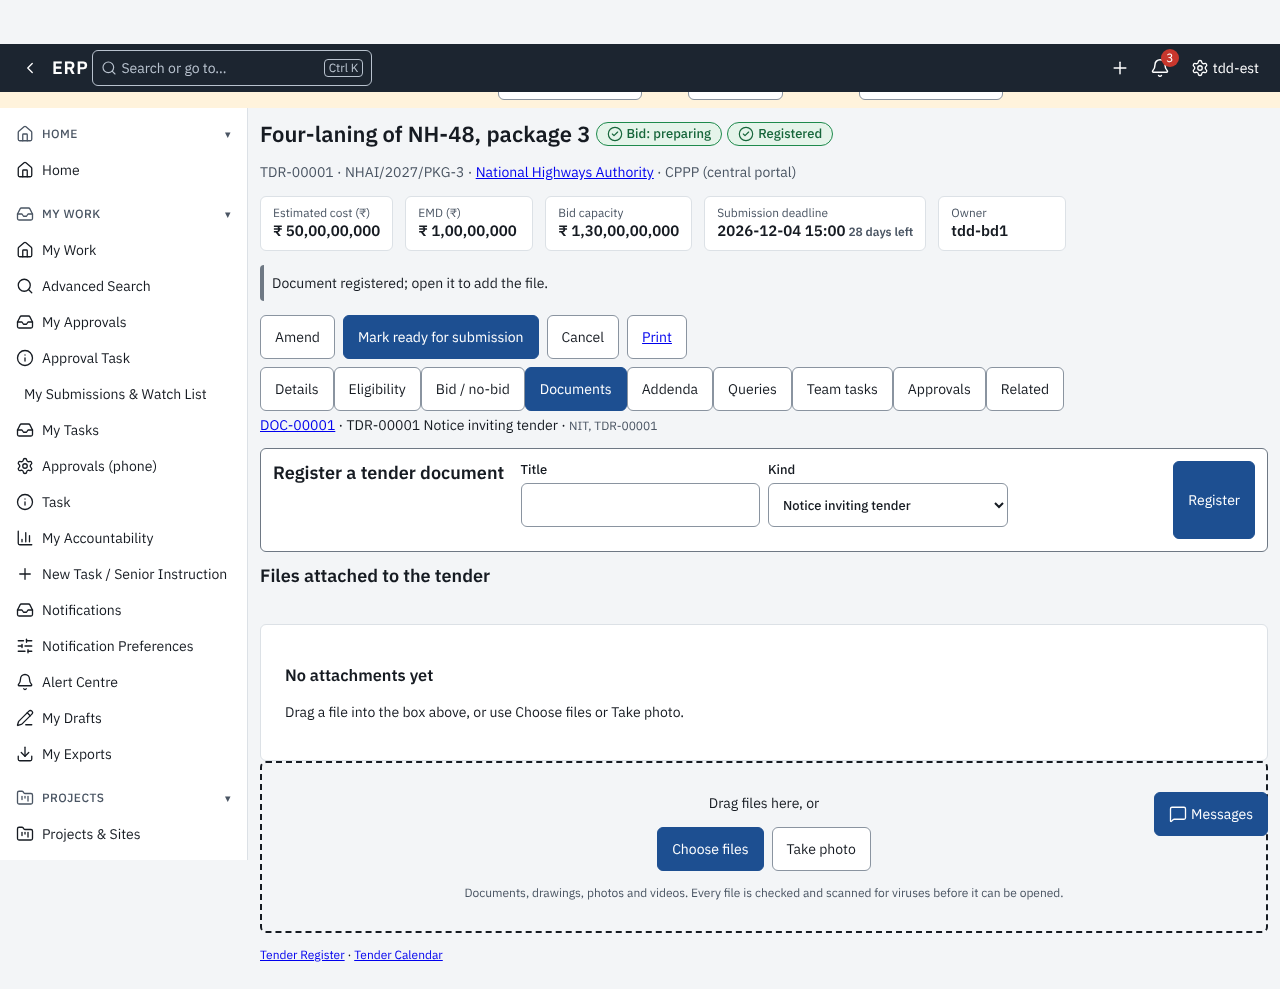 ERP
Search or go to...
Ctrl K
3
tdd-est
HOME
Home
MY WORK
My Work
Advanced Search
My Approvals
Approval Task
My Submissions & Watch List
My Tasks
Approvals (phone)
Task
My Accountability
New Task / Senior Instruction
Notifications
Notification Preferences
Alert Centre
My Drafts
My Exports
PROJECTS
Projects & Sites
Four-laning of NH-48, package 3
Bid: preparing
Registered
TDR-00001 · NHAI/2027/PKG-3 · National Highways Authority · CPPP (central portal)
Estimated cost (₹)
₹ 50,00,00,000
EMD (₹)
₹ 1,00,00,000
Bid capacity
₹ 1,30,00,00,000
Submission deadline
2026-12-04 15:00 28 days left
Owner
tdd-bd1
Document registered; open it to add the file.
Amend
Mark ready for submission
Cancel
Print
Details
Eligibility
Bid / no-bid
Documents
Addenda
Queries
Team tasks
Approvals
Related
DOC-00001 · TDR-00001 Notice inviting tender · NIT, TDR-00001
Register a tender document
Title
Kind
Notice inviting tender
Register
Files attached to the tender
No attachments yet
Drag a file into the box above, or use Choose files or Take photo.
Drag files here, or
Choose files
Take photo
Messages
Documents, drawings, photos and videos. Every file is checked and scanned for viruses before it can be opened.
Tender Register · Tender Calendar